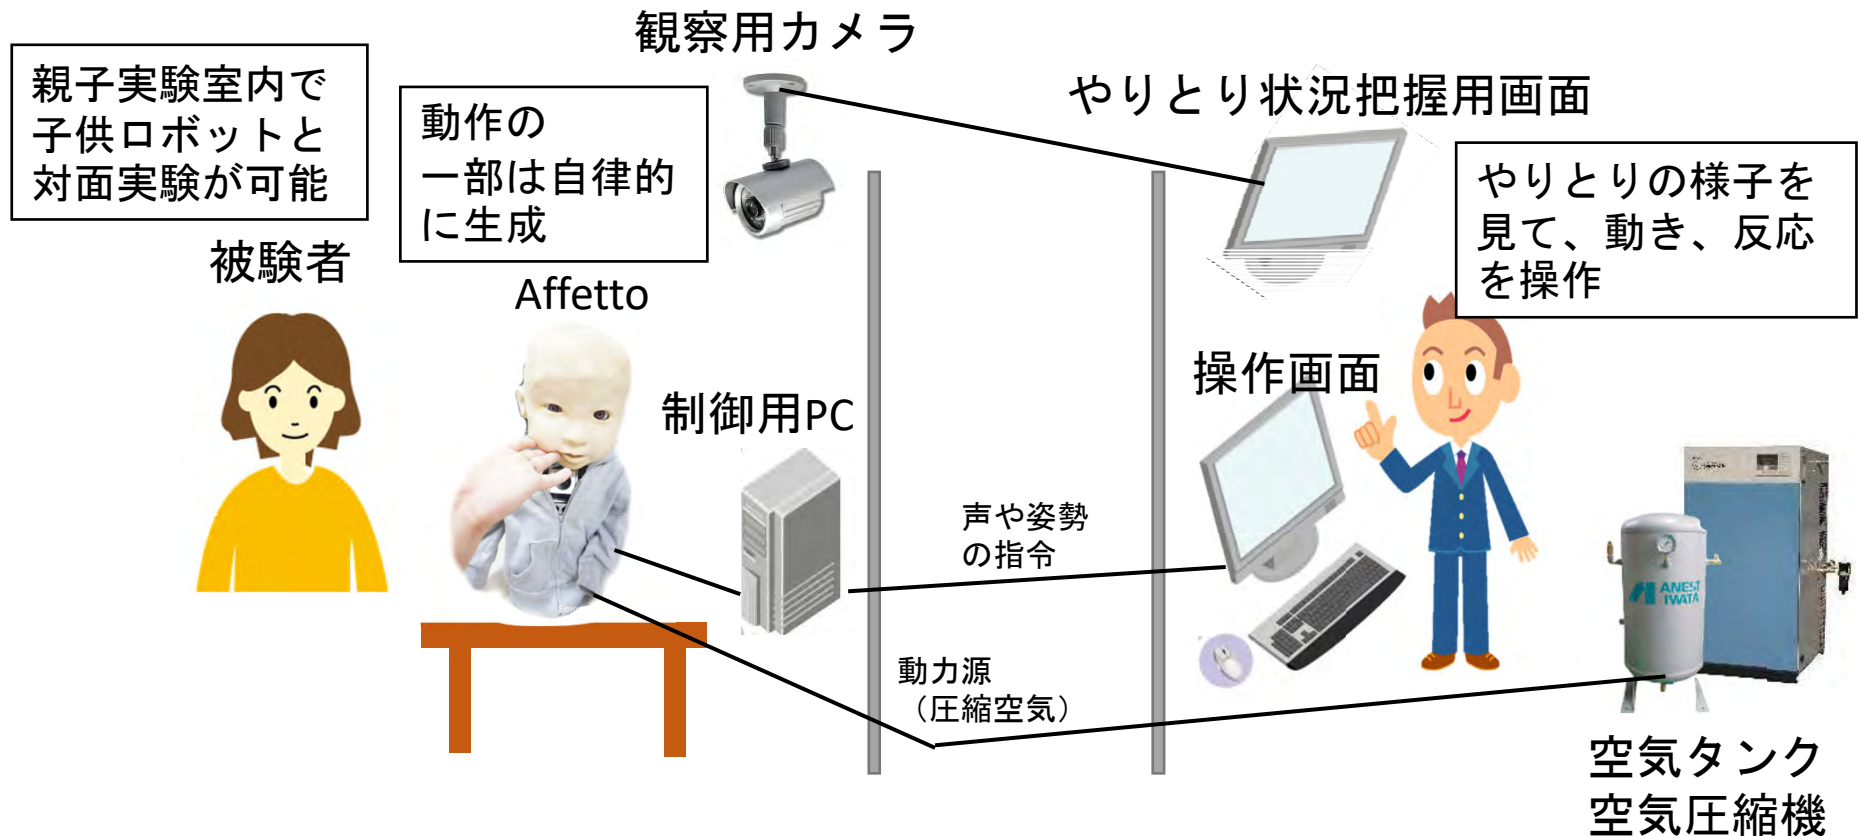 観察用カメラ
親子実験室内で
子供ロボットと
対面実験が可能
動作の
一部は自律的
に生成
やりとり状況把握用画面
やりとりの様子を
見て、動き、反応
を操作
被験者
Affetto
制御用PC
操作画面
声や姿勢
の指令
動力源
（圧縮空気）
ANEST
IWATA
空気タンク
空気圧縮機